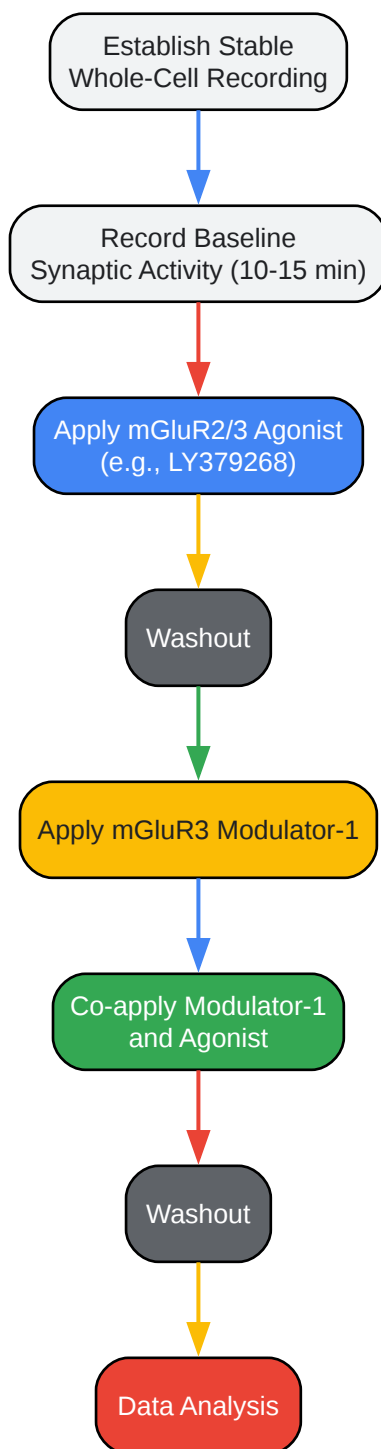 Establish Stable
Whole-Cell Recording
Record Baseline
Synaptic Activity (10-15 min)
Apply mGluR2/3 Agonist
(e.g., LY379268)
Washout
Apply mGluR3 Modulator-1
Co-apply Modulator-1
and Agonist
Washout
Data Analysis